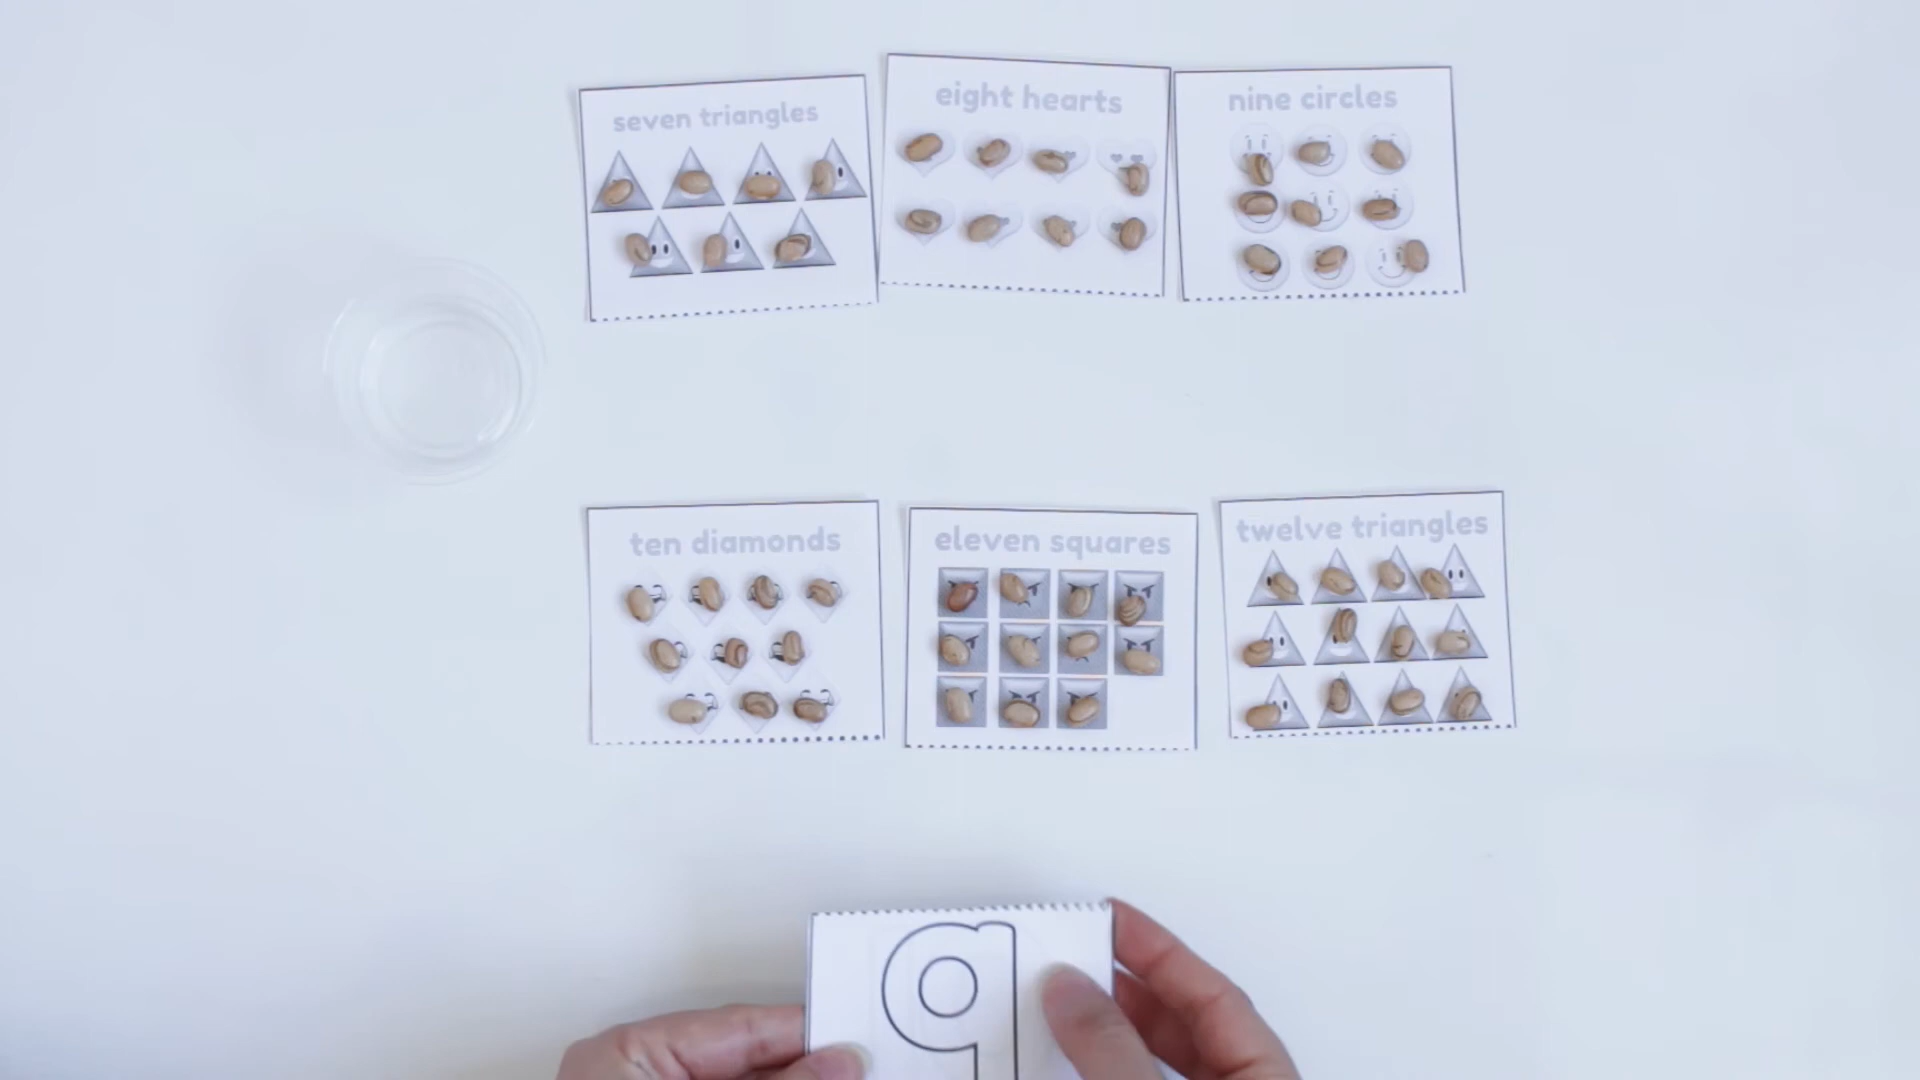 seven triangles
eight hearts
nine circles
ten diamonds
eleven squares
twelve triangles
9